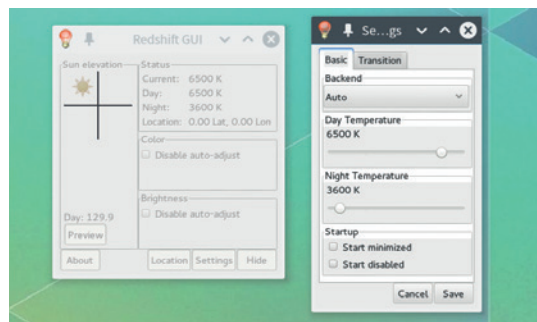 Redshift GUI
Sun elevation
Day: 129.9
Preview
Status
Current: 6500 K
Day: 6500 K
Night: 3600 K
Location: 0.00 Lat, 0.00 Lon
Color
Disable auto-adjust
Brightness
Disable auto-adjust
About Location Settings Hide
Se...gs
Basic Transition
Backend
Auto
Day Temperature
6500 K
Night Temperature
3600 K
Startup
Start minimized
Start disabled
Cancel Save